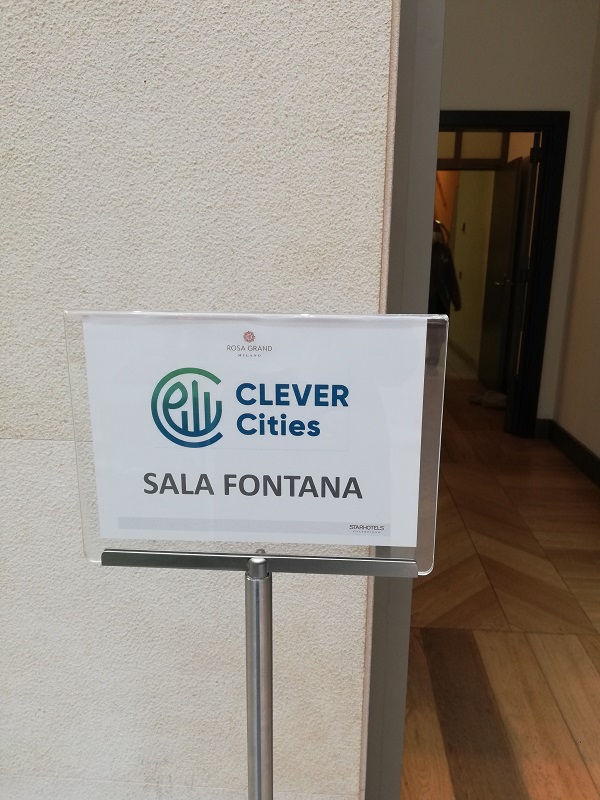 ROSA GRAND
MILANO
CLEVER
Cities
SALA FONTANA
STARHOTELS